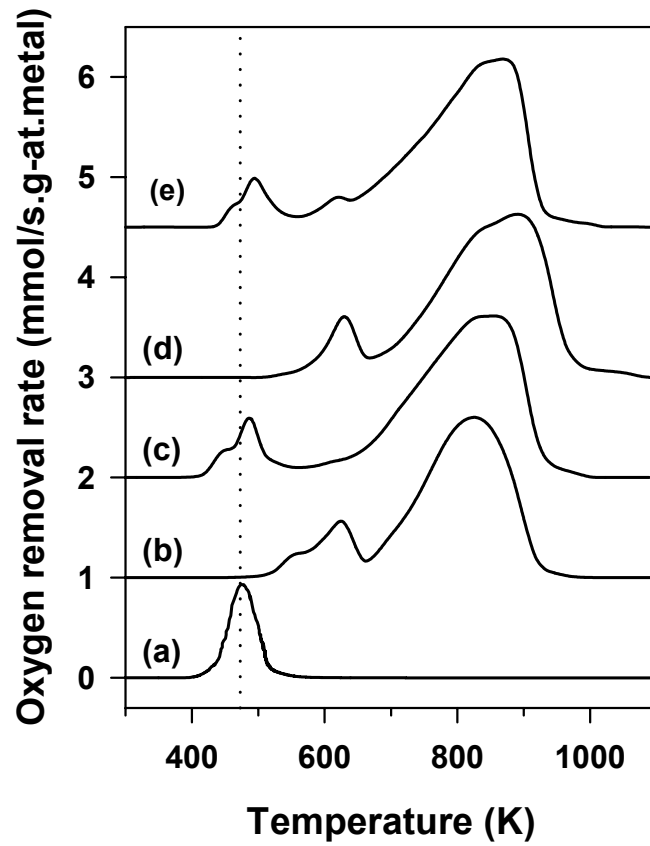 Oxygen removal rate (mmol/s.g-at.metal)
6
5
4
3
2
1
0
(e)
(d)
(c)
(b)
(a)
400 600 800 1000
Temperature (K)